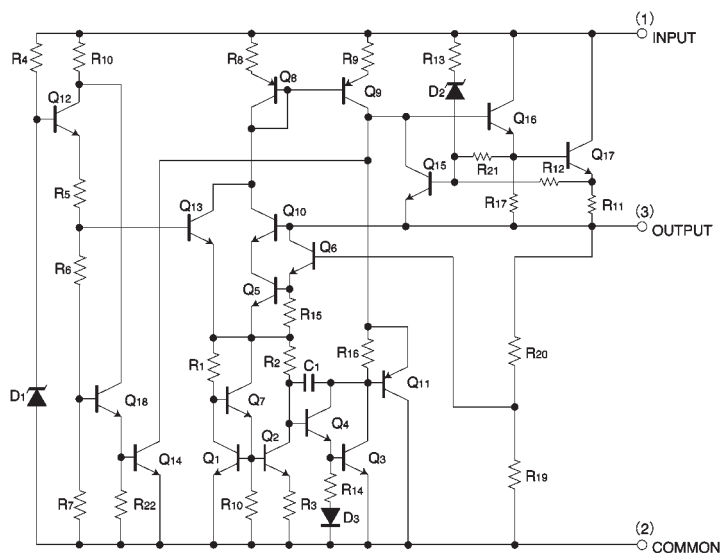 (1)
INPUT
R4
R10
R8
R9
R13
Q12
Q8
Q9
D2
Q16
Q15
R21
R12
Q17
R5
Q13
Q10
R17
R11
(3)
OUTPUT
R6
Q6
Q5
R15
R1
R2
C1
R16
Q11
R20
D1
Q18
Q7
Q4
Q14
Q1
Q2
Q3
R19
R7
R22
R10
R3
R14
D3
(2)
COMMON